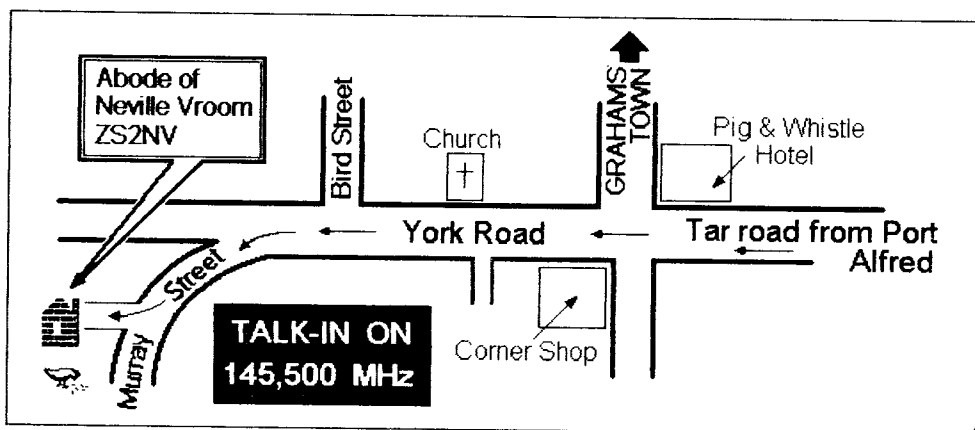 Abode of
Neville Vroom
ZS2NV
Bird Street
Church
GRAHAMS
TOWN
Pig & Whistle
Hotel
York Road
Tar road from Port
Alfred
Murray
Street
TALK-IN ON
145,500 MHz
Corner Shop